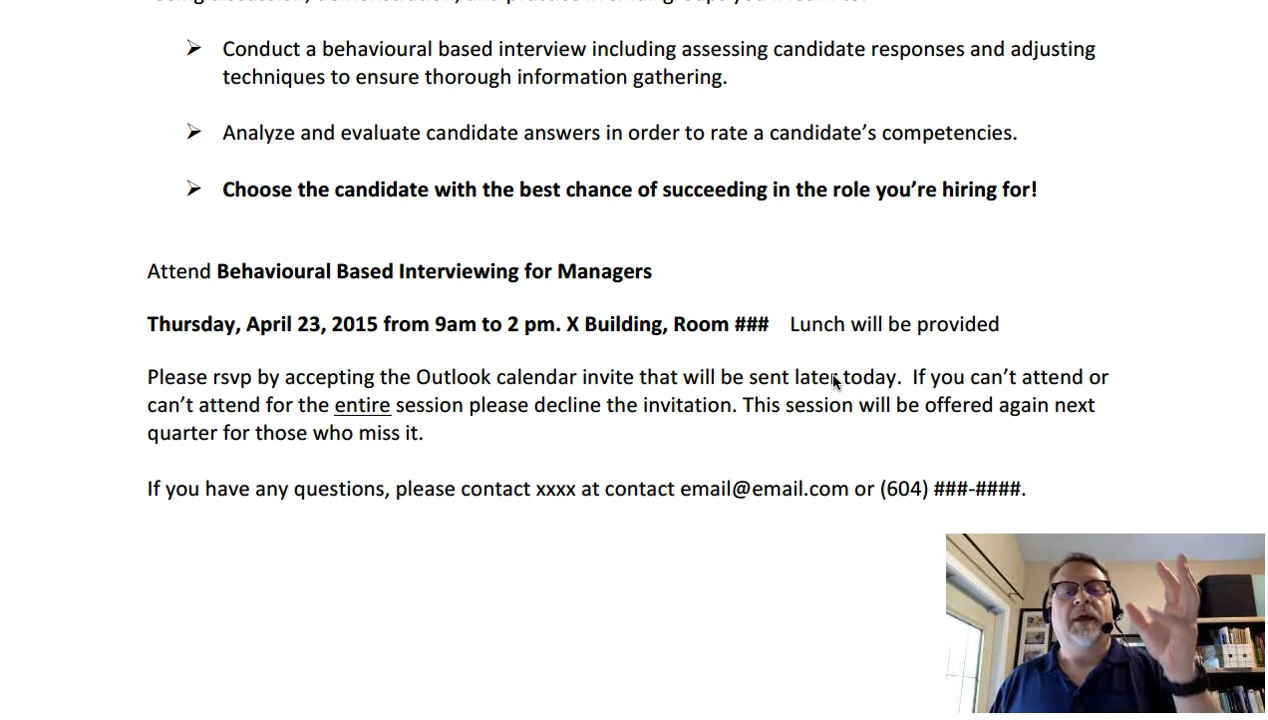 Conduct a behavioural based interview including assessing candidate responses and adjusting
techniques to ensure thorough information gathering.
Analyze and evaluate candidate answers in order to rate a candidate’s competencies.
Choose the candidate with the best chance of succeeding in the role you’re hiring for!
Attend Behavioural Based Interviewing for Managers
Thursday, April 23, 2015 from 9am to 2 pm. X Building, Room ### Lunch will be provided
Please rsvp by accepting the Outlook calendar invite that will be sent later today. If you can’t attend or
can’t attend for the entire session please decline the invitation. This session will be offered again next
quarter for those who miss it.
If you have any questions, please contact xxxx at contact email@email.com or (604) ###-####.